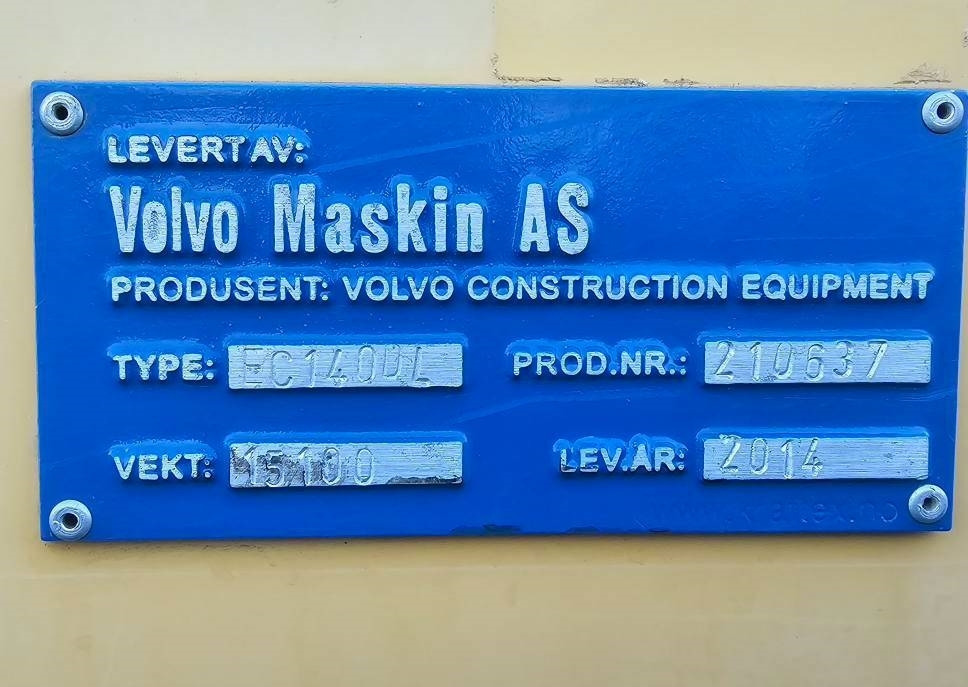 LEVERT AV:
Volvo Maskin AS
PRODUSENT: VOLVO CONSTRUCTION EQUIPMENT
TYPE: EC140DL PROD.NR.: 210637
VEKT: 15100 LEV.ÅR: 2014